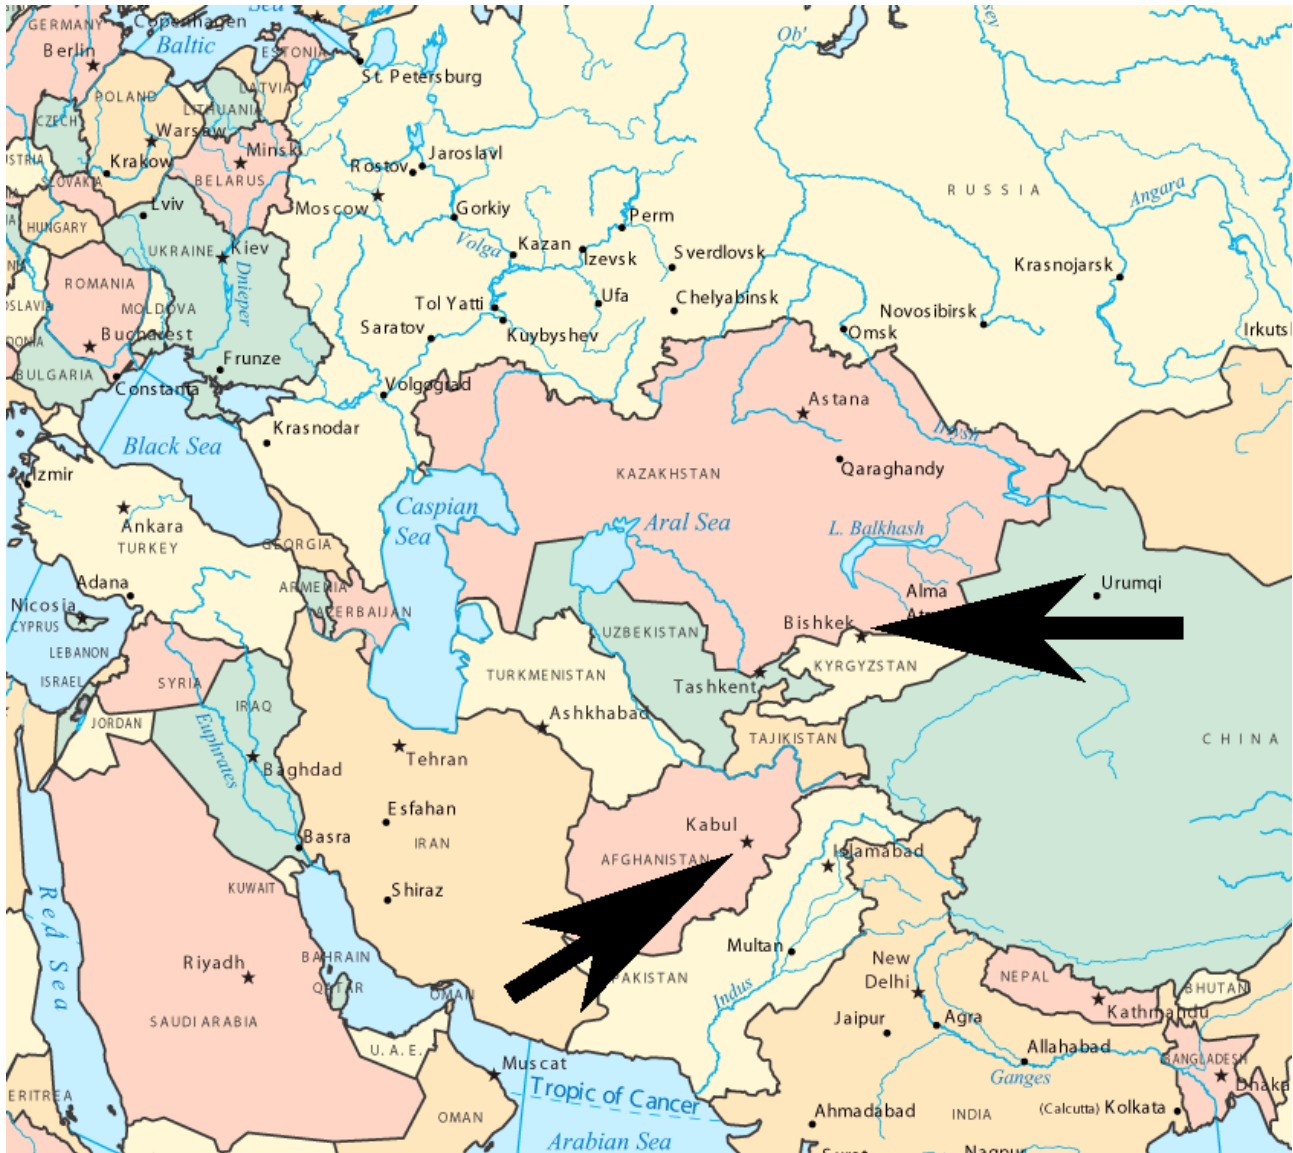 Sea
GERMANY
Copenhagen
Berlin
Baltic
ESTONIA
Ob'
St. Petersburg
POLAND
LATVIA
LITHUANIA
CZECH
Warsaw
Minsk
Jaroslavl
Krakow
Rostov
SLOVAKIA
BELARUS
RUSSIA
Angara
Moscow
Gorkiy
Perm
Lviv
HUNGARY
UKRAINE
Kiev
Volga
Kazan
Izevsk
Sverdlovsk
Krasnojarsk
Dnieper
ROMANIA
MOLDOVA
Tol Yatti
Ufa
Chelyabinsk
Novosibirsk
Bucharest
Saratov
Kuybyshev
Omsk
Irkuts
BULGARIA
Frunze
Constanta
Volgograd
Astana
Krasnodar
Irtysh
Black Sea
Izmir
Qaraghandy
KAZAKHSTAN
Caspian
Sea
Aral Sea
L. Balkhash
Ankara
TURKEY
GEORGIA
Adana
ARMENIA
Urumqi
Alma
Nicosia
CYPRUS
AZERBAIJAN
Bishkek
UZBEKISTAN
LEBANON
KYRGYZSTAN
ISRAEL
SYRIA
TURKMENISTAN
Tashkent
IRAQ
Ashkhabad
JORDAN
Euphrates
TAJIKISTAN
CHINA
Tehran
Baghdad
Esfahan
Kabul
Basra
IRAN
AFGHANISTAN
Islamabad
KUWAIT
Shiraz
Red Sea
Riyadh
BAHRAIN
QATAR
Multan
New
Delhi
PAKISTAN
NEPAL
OMAN
Indus
BHUTAN
Kathmandu
SAUDI ARABIA
Jaipur
Agra
U. A. E.
Allahabad
BANGLADESH
Muscat
Ganges
ERITREA
Tropic of Cancer
Dhaka
OMAN
Ahmadabad
INDIA
(Calcutta) Kolkata
Arabian Sea
Nagpur